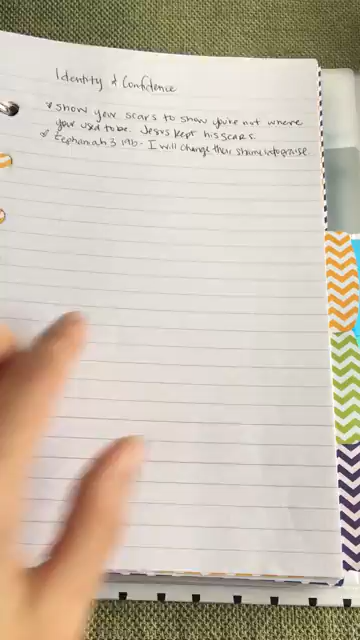 Identity & Confidence
* Show your scars to show you're not where
you used to be. Jesus kept his scars.
* Zephaniah 3:19b - I will change their shame into praise